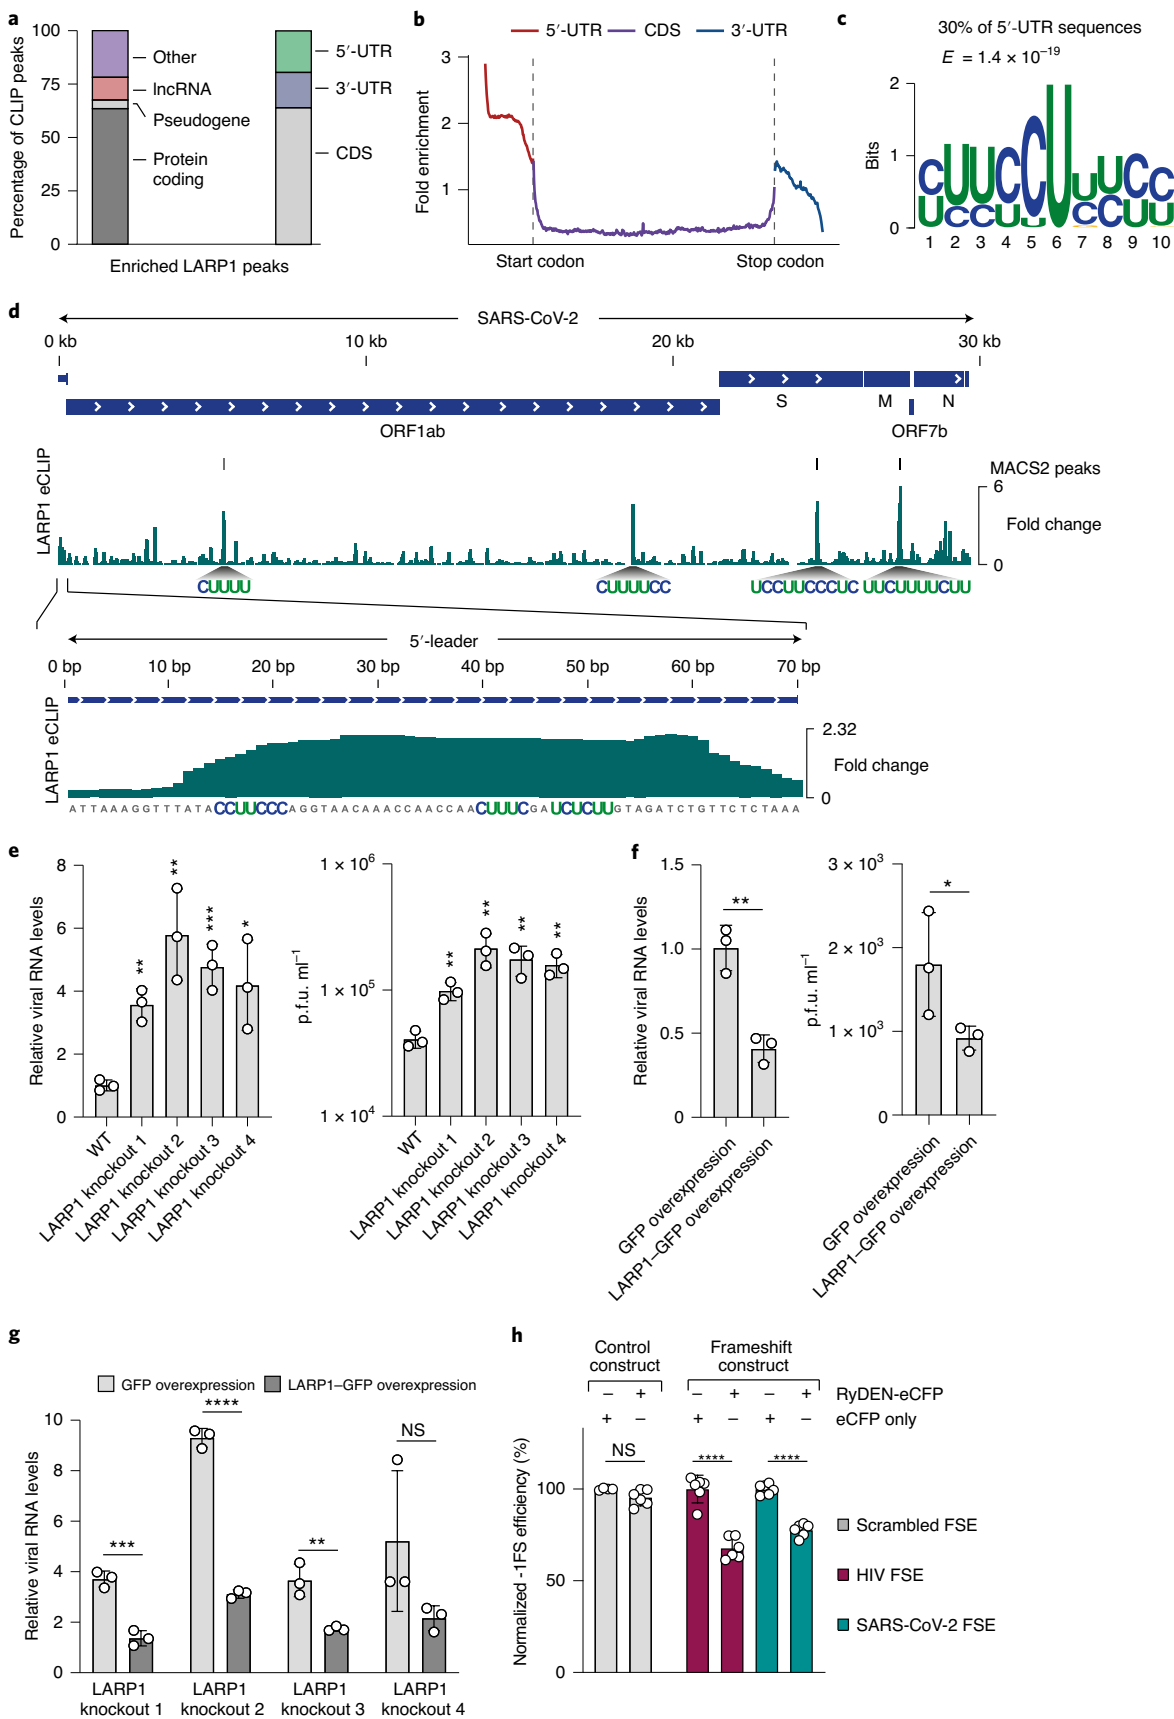 a
Percentage of CLIP peaks
100
75
50
25
0
Other
lncRNA
Pseudogene
Protein
coding
5′-UTR
3′-UTR
CDS
Enriched LARP1 peaks
b
5′-UTR CDS 3′-UTR
Fold enrichment
3
2
1
Start codon
Stop codon
c
30% of 5′-UTR sequences
E = 1.4 × 10⁻¹⁹
Bits
2
1
0
CUUCCUUUCC
UCCUU CCUU
1 2 3 4 5 6 7 8 9 10
d
SARS-CoV-2
0 kb 10 kb 20 kb 30 kb
S M N
ORF1ab
ORF7b
LARP1 eCLIP
MACS2 peaks
6
Fold change
0
CUUUU CUUUUCC UCCUUCCCUC UUCUUUUCUU
5′-leader
0 bp 10 bp 20 bp 30 bp 40 bp 50 bp 60 bp 70 bp
LARP1 eCLIP
2.32
Fold change
0
ATTAAAGGTTTATACCUUCCCAGGTAACAAACCAACCAACUUUCGAUCUCUUGTAGATCTGTTCTCTAAA
e
Relative viral RNA levels
8
6
4
2
0
**
**
***
*
WT
LARP1 knockout 1
LARP1 knockout 2
LARP1 knockout 3
LARP1 knockout 4
p.f.u. ml⁻¹
1 × 10⁶
1 × 10⁵
1 × 10⁴
**
**
**
**
WT
LARP1 knockout 1
LARP1 knockout 2
LARP1 knockout 3
LARP1 knockout 4
f
Relative viral RNA levels
1.5
1.0
0.5
0
**
GFP overexpression
LARP1–GFP overexpression
p.f.u. ml⁻¹
3 × 10³
2 × 10³
1 × 10³
0
*
GFP overexpression
LARP1–GFP overexpression
g
GFP overexpression LARP1–GFP overexpression
Relative viral RNA levels
10
8
6
4
2
0
***
****
**
NS
LARP1
knockout 1
LARP1
knockout 2
LARP1
knockout 3
LARP1
knockout 4
h
Control
construct
Frameshift
construct
– + – + – + RyDEN-eCFP
+ – + – + – eCFP only
Normalized -1FS efficiency (%)
100
50
0
NS
****
****
Scrambled FSE
HIV FSE
SARS-CoV-2 FSE